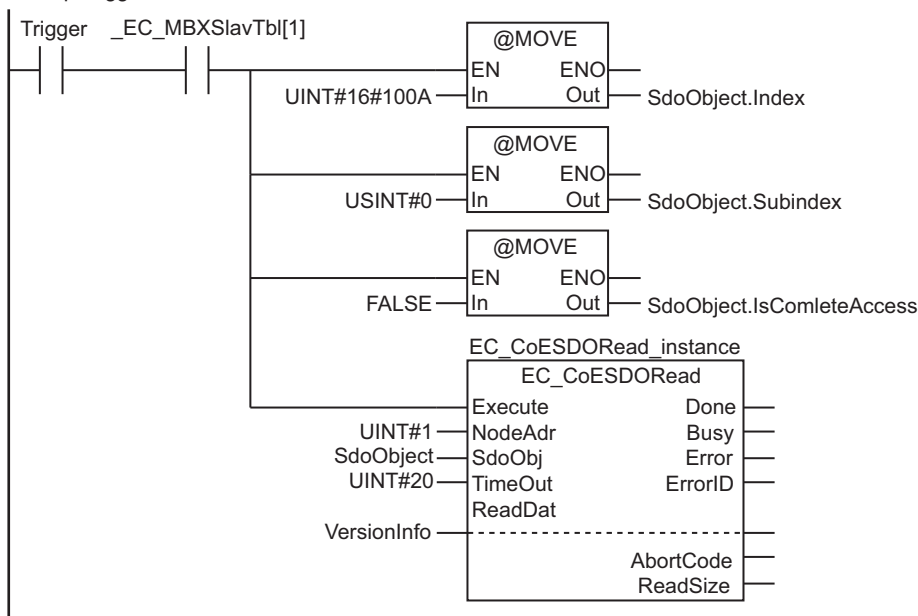 Trigger _EC_MBXSlavTbl[1]
@MOVE
EN ENO
UINT#16#100A In Out SdoObject.Index
@MOVE
EN ENO
USINT#0 In Out SdoObject.Subindex
@MOVE
EN ENO
FALSE In Out SdoObject.IsComleteAccess
EC_CoESDORead_instance
EC_CoESDORead
Execute Done
UINT#1 NodeAdr Busy
SdoObject SdoObj Error
UINT#20 TimeOut ErrorID
ReadDat
VersionInfo
AbortCode
ReadSize